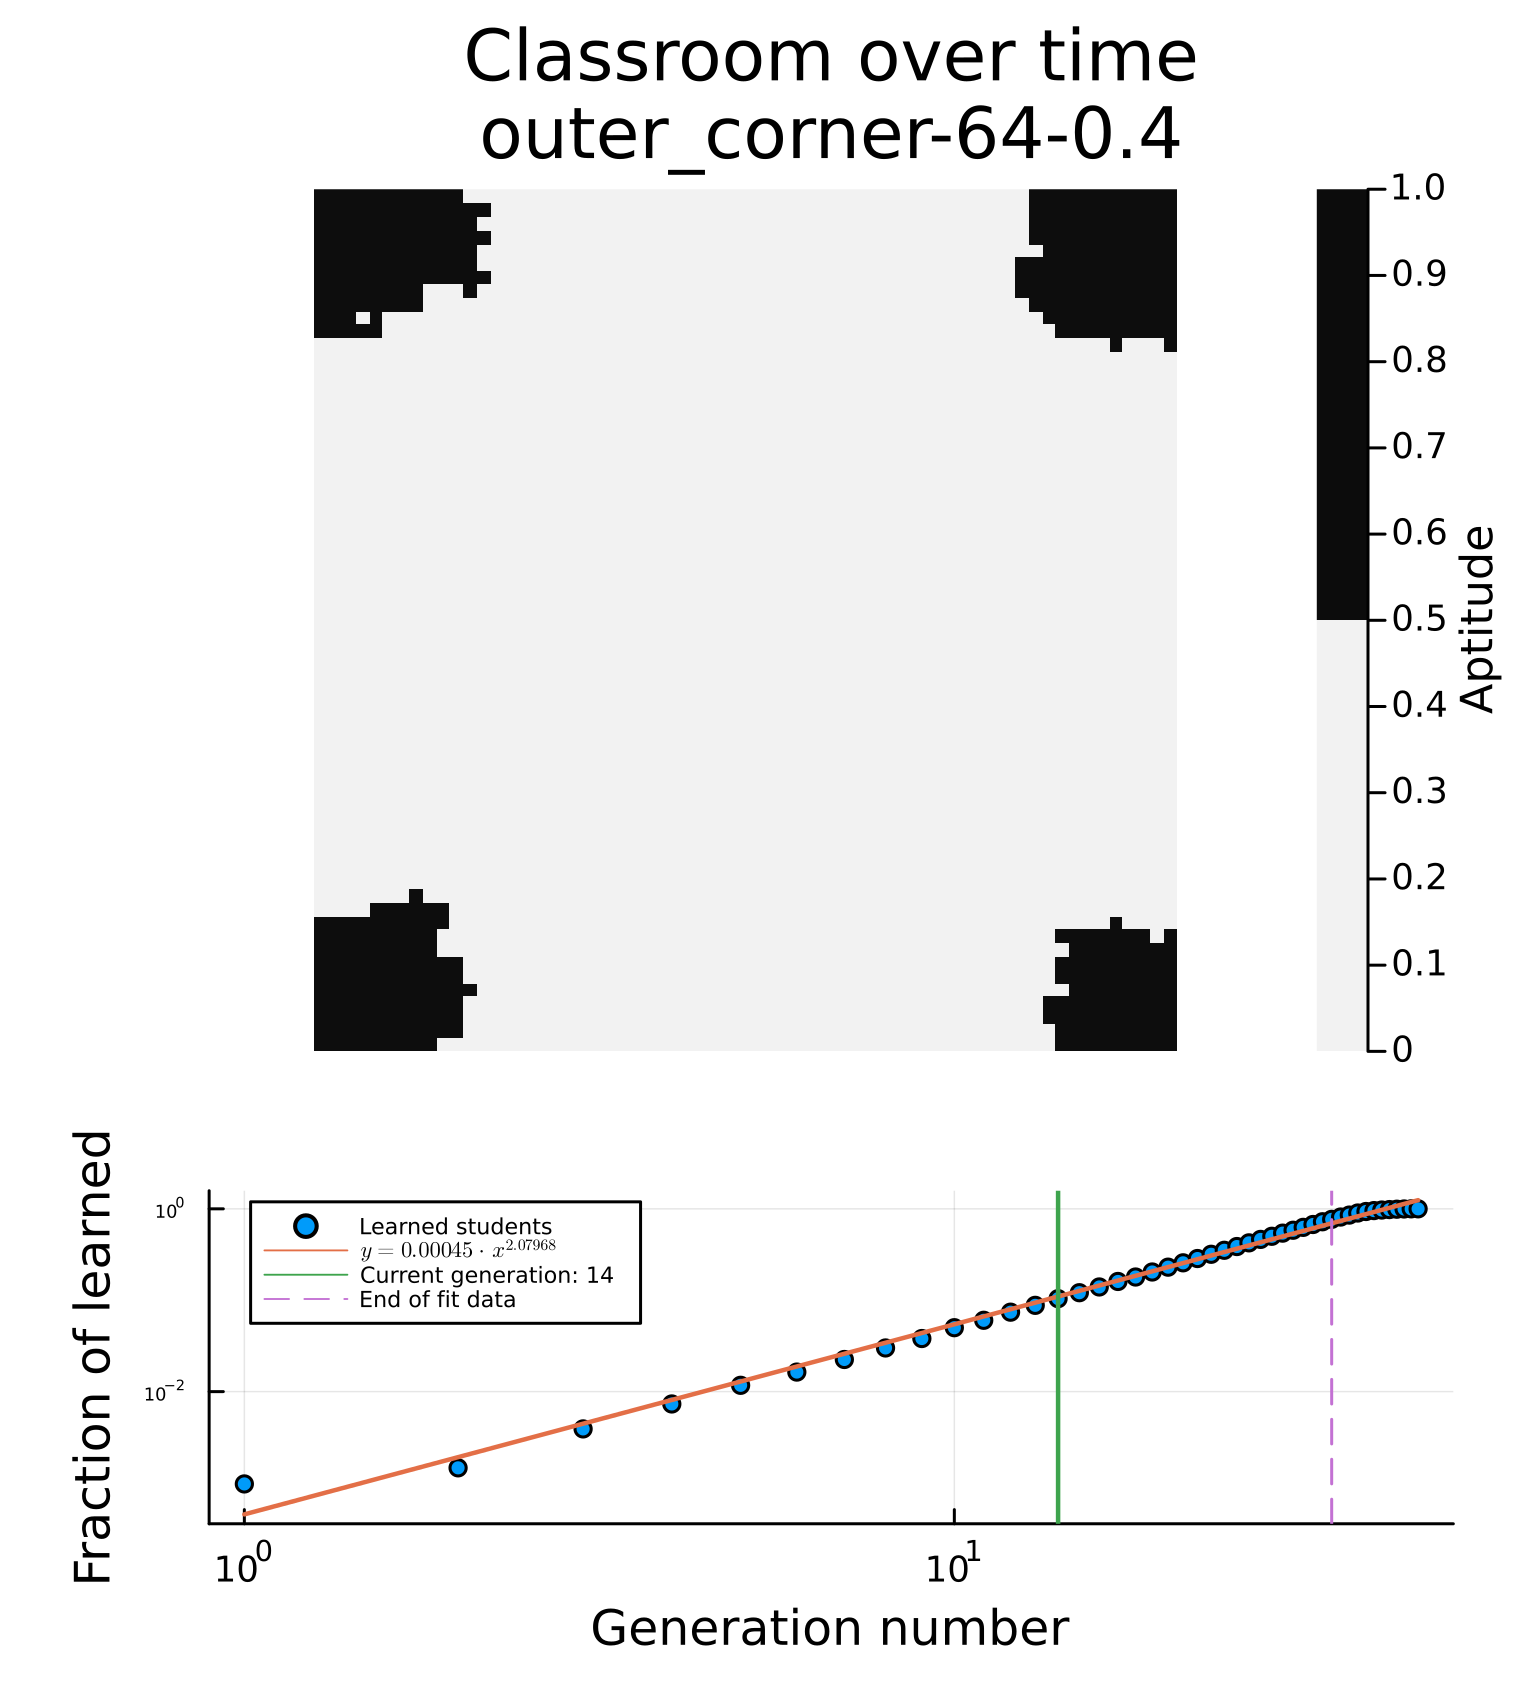 Classroom over time
outer_corner-64-0.4
1.0
0.9
0.8
0.7
0.6
0.5
0.4
0.3
0.2
0.1
0
Aptitude
Fraction of learned
10⁰
10⁻²
Learned students
y = 0.00045 · x^2.07968
Current generation: 14
End of fit data
10⁰
10¹
Generation number